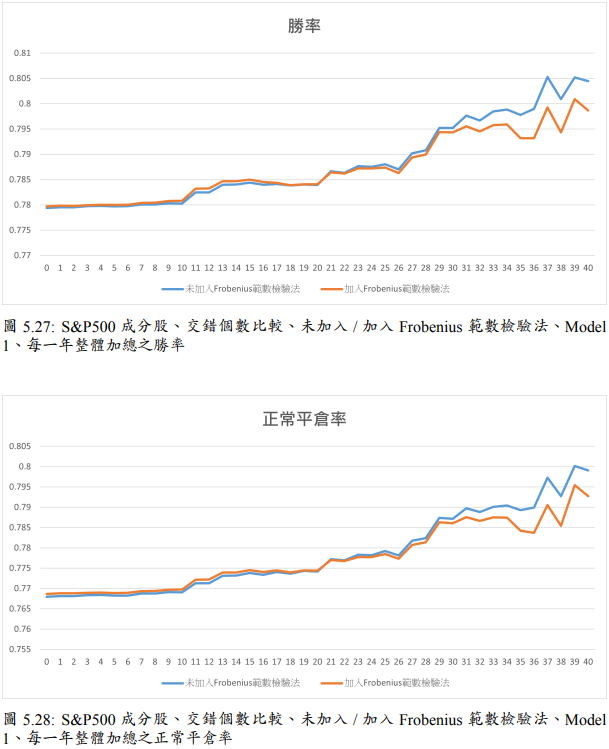 勝率
0.81
0.805
0.8
0.795
0.79
0.785
0.78
0.775
0.77
0 1 2 3 4 5 6 7 8 9 10 11 12 13 14 15 16 17 18 19 20 21 22 23 24 25 26 27 28 29 30 31 32 33 34 35 36 37 38 39 40
未加入Frobenius範數檢驗法 加入Frobenius範數檢驗法
圖 5.27: S&P500 成分股、交錯個數比較、未加入 / 加入 Frobenius 範數檢驗法、Model
1、每一年整體加總之勝率
正常平倉率
0.805
0.8
0.795
0.79
0.785
0.78
0.775
0.77
0.765
0.76
0.755
0 1 2 3 4 5 6 7 8 9 10 11 12 13 14 15 16 17 18 19 20 21 22 23 24 25 26 27 28 29 30 31 32 33 34 35 36 37 38 39 40
未加入Frobenius範數檢驗法 加入Frobenius範數檢驗法
圖 5.28: S&P500 成分股、交錯個數比較、未加入 / 加入 Frobenius 範數檢驗法、Model
1、每一年整體加總之正常平倉率